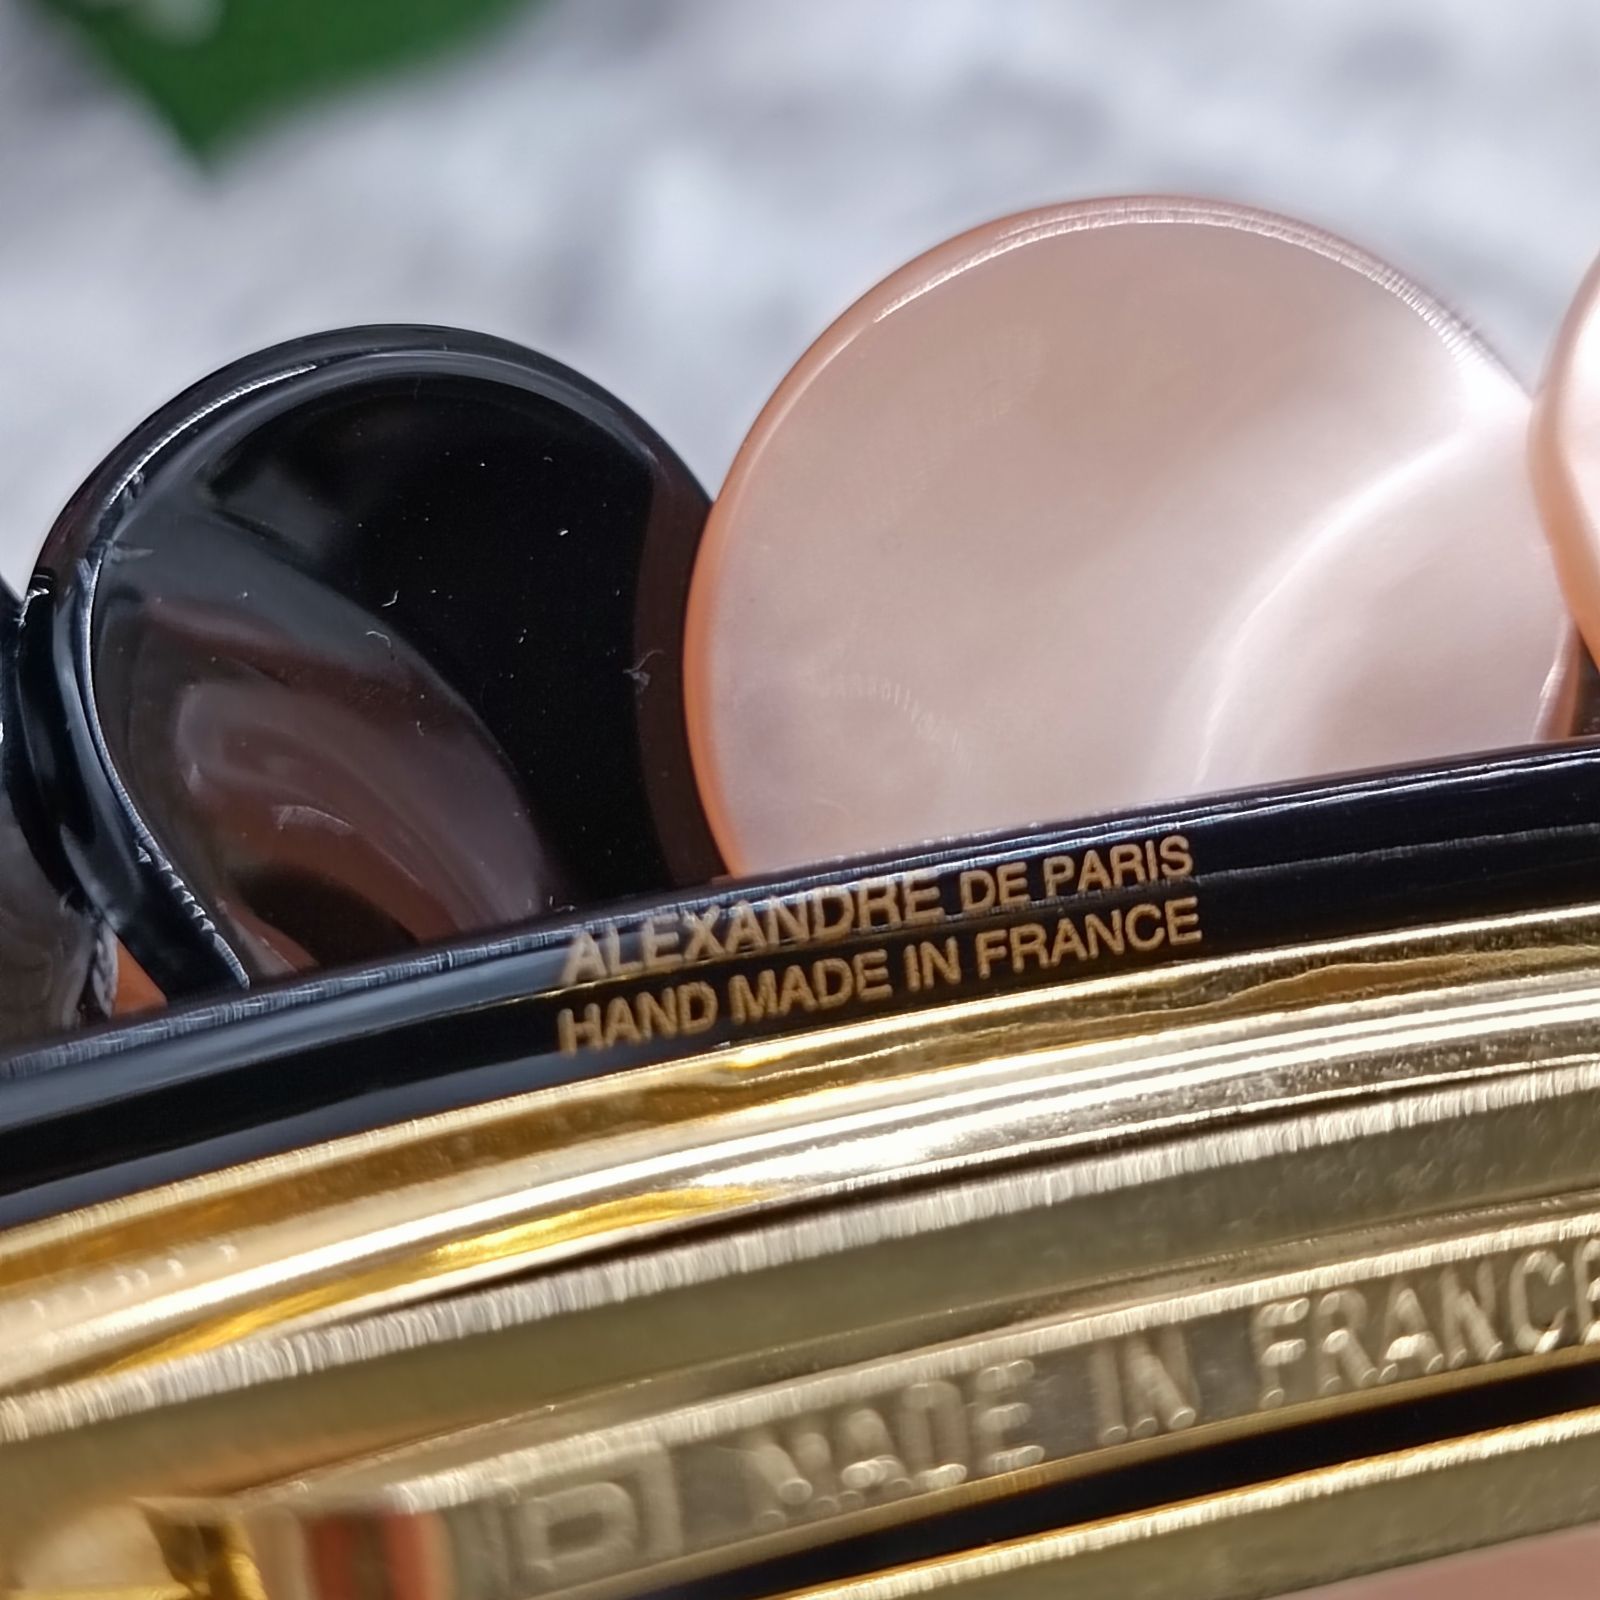 ALEXANDRE DE PARIS
HAND MADE IN FRANCE
MADE IN FRANCE